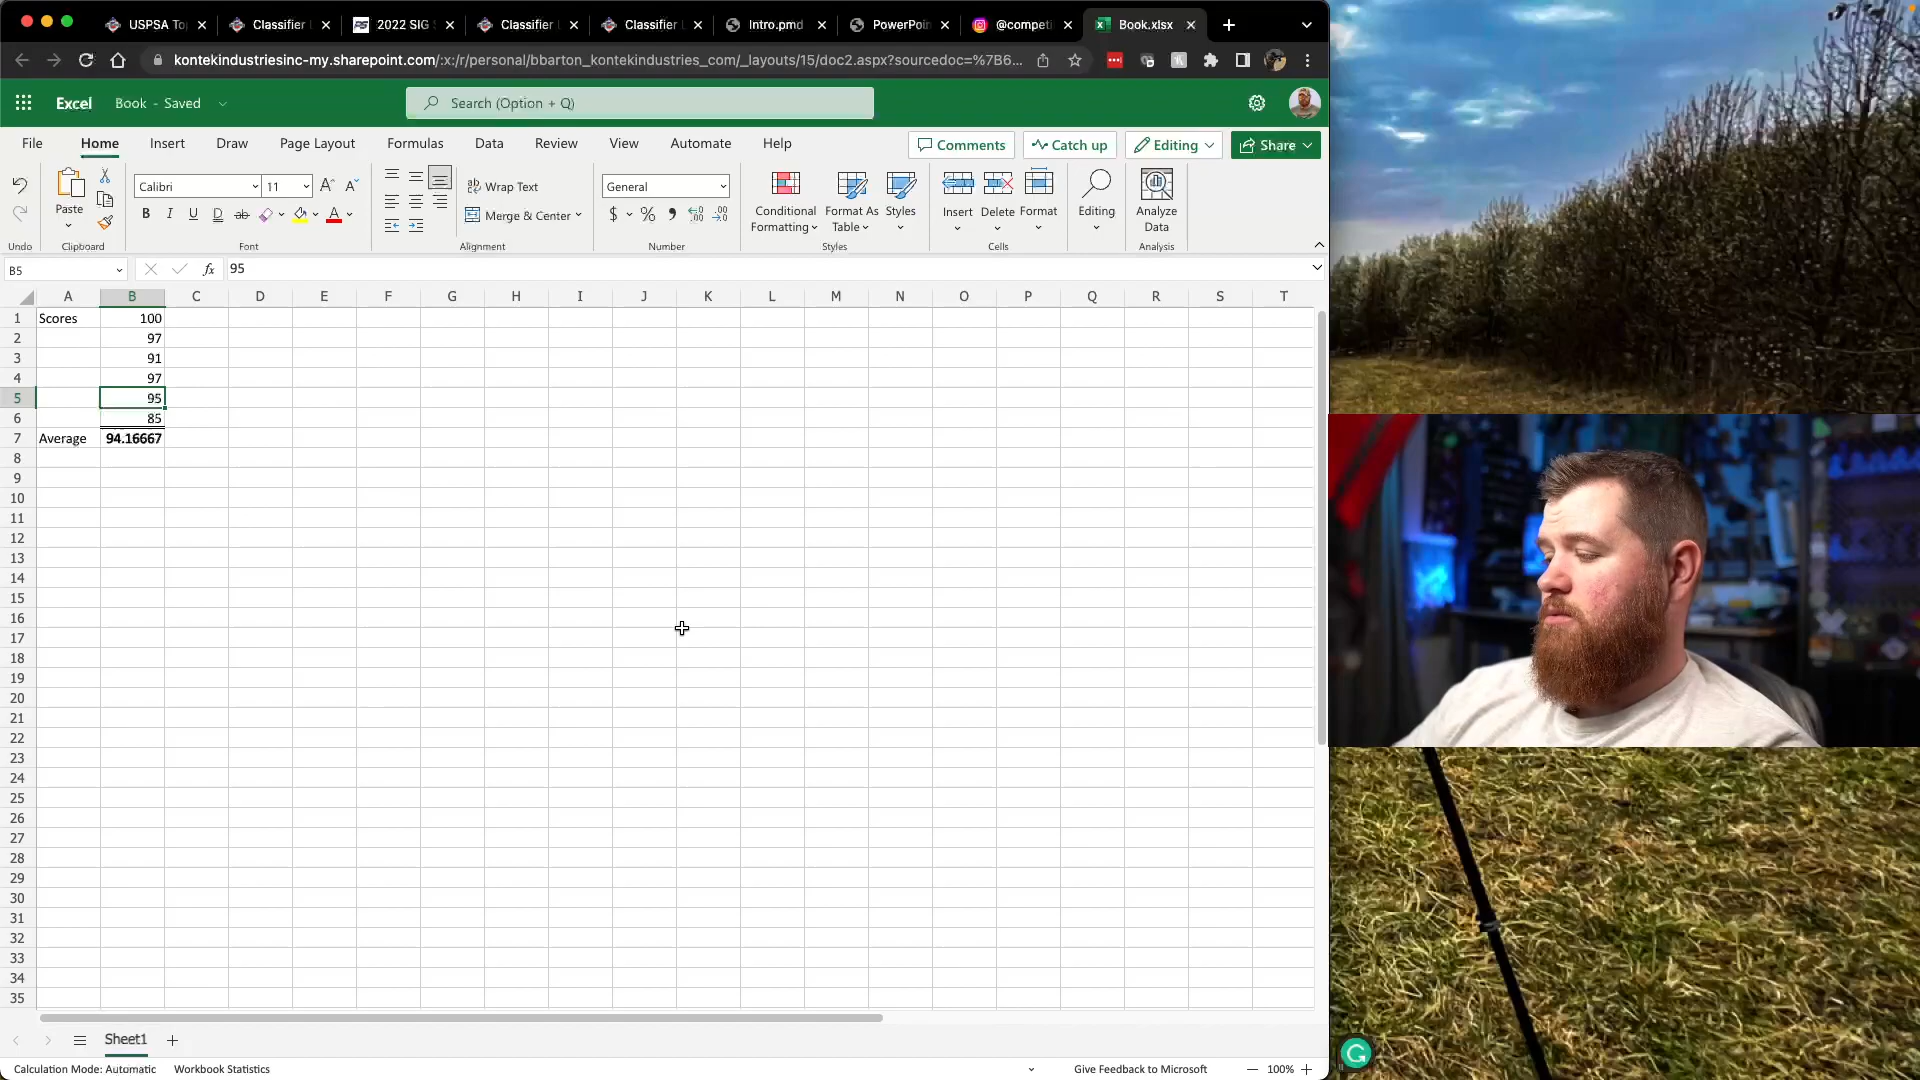 USPSA To
Classifier
2022 SIG
Classifier
Classifier
Intro.pmd
PowerPoin
@competi
Book.xlsx
kontekindustriesinc-my.sharepoint.com/:x:/r/personal/bbarton_kontekindustries_com/_layouts/15/doc2.aspx?sourcedoc=%7B6...
Excel
Book - Saved
Search (Option + Q)
File Home Insert Draw Page Layout Formulas Data Review View Automate Help
Comments Catch up Editing Share
Calibri 11
Wrap Text
General
Paste
B I U D ab A
Merge & Center
$ % 9
Conditional Formatting
Format As Table
Styles
Insert Delete Format
Editing
Analyze Data
Undo Clipboard Font Alignment Number Styles Cells Analysis
B5 fx 95
A B C D E F G H I J K L M N O P Q R S T
1 Scores 100
2 97
3 91
4 97
5 95
6 85
7 Average 94.16667
8
9
10
11
12
13
14
15
16
17
18
19
20
21
22
23
24
25
26
27
28
29
30
31
32
33
34
35
Sheet1
Calculation Mode: Automatic Workbook Statistics Give Feedback to Microsoft 100%